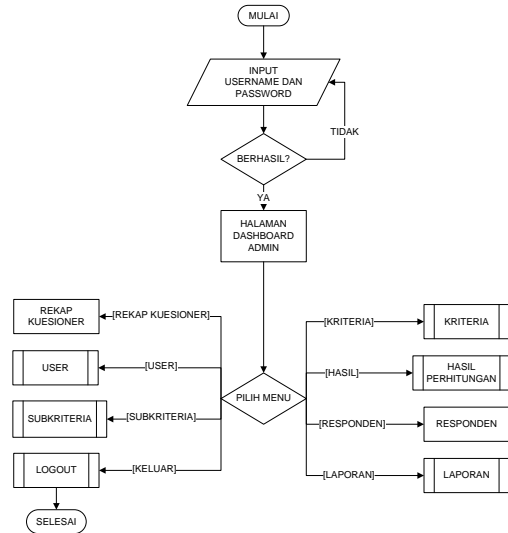 MULAI
INPUT
USERNAME DAN
PASSWORD
TIDAK
BERHASIL?
YA
HALAMAN
DASHBOARD
ADMIN
REKAP
KUESIONER
[REKAP KUESIONER]
[KRITERIA]
KRITERIA
USER
[USER]
[HASIL]
HASIL
PERHITUNGAN
PILIH MENU
SUBKRITERIA
[SUBKRITERIA]
[RESPONDEN]
RESPONDEN
LOGOUT
[KELUAR]
[LAPORAN]
LAPORAN
SELESAI